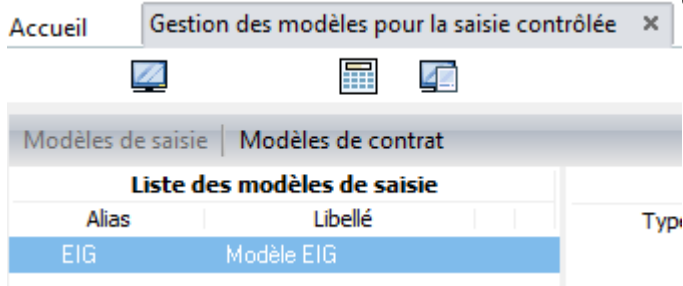 Accueil Gestion des modèles pour la saisie contrôlée ×
Modèles de saisie | Modèles de contrat
Liste des modèles de saisie
Alias Libellé Type
EIG Modèle EIG